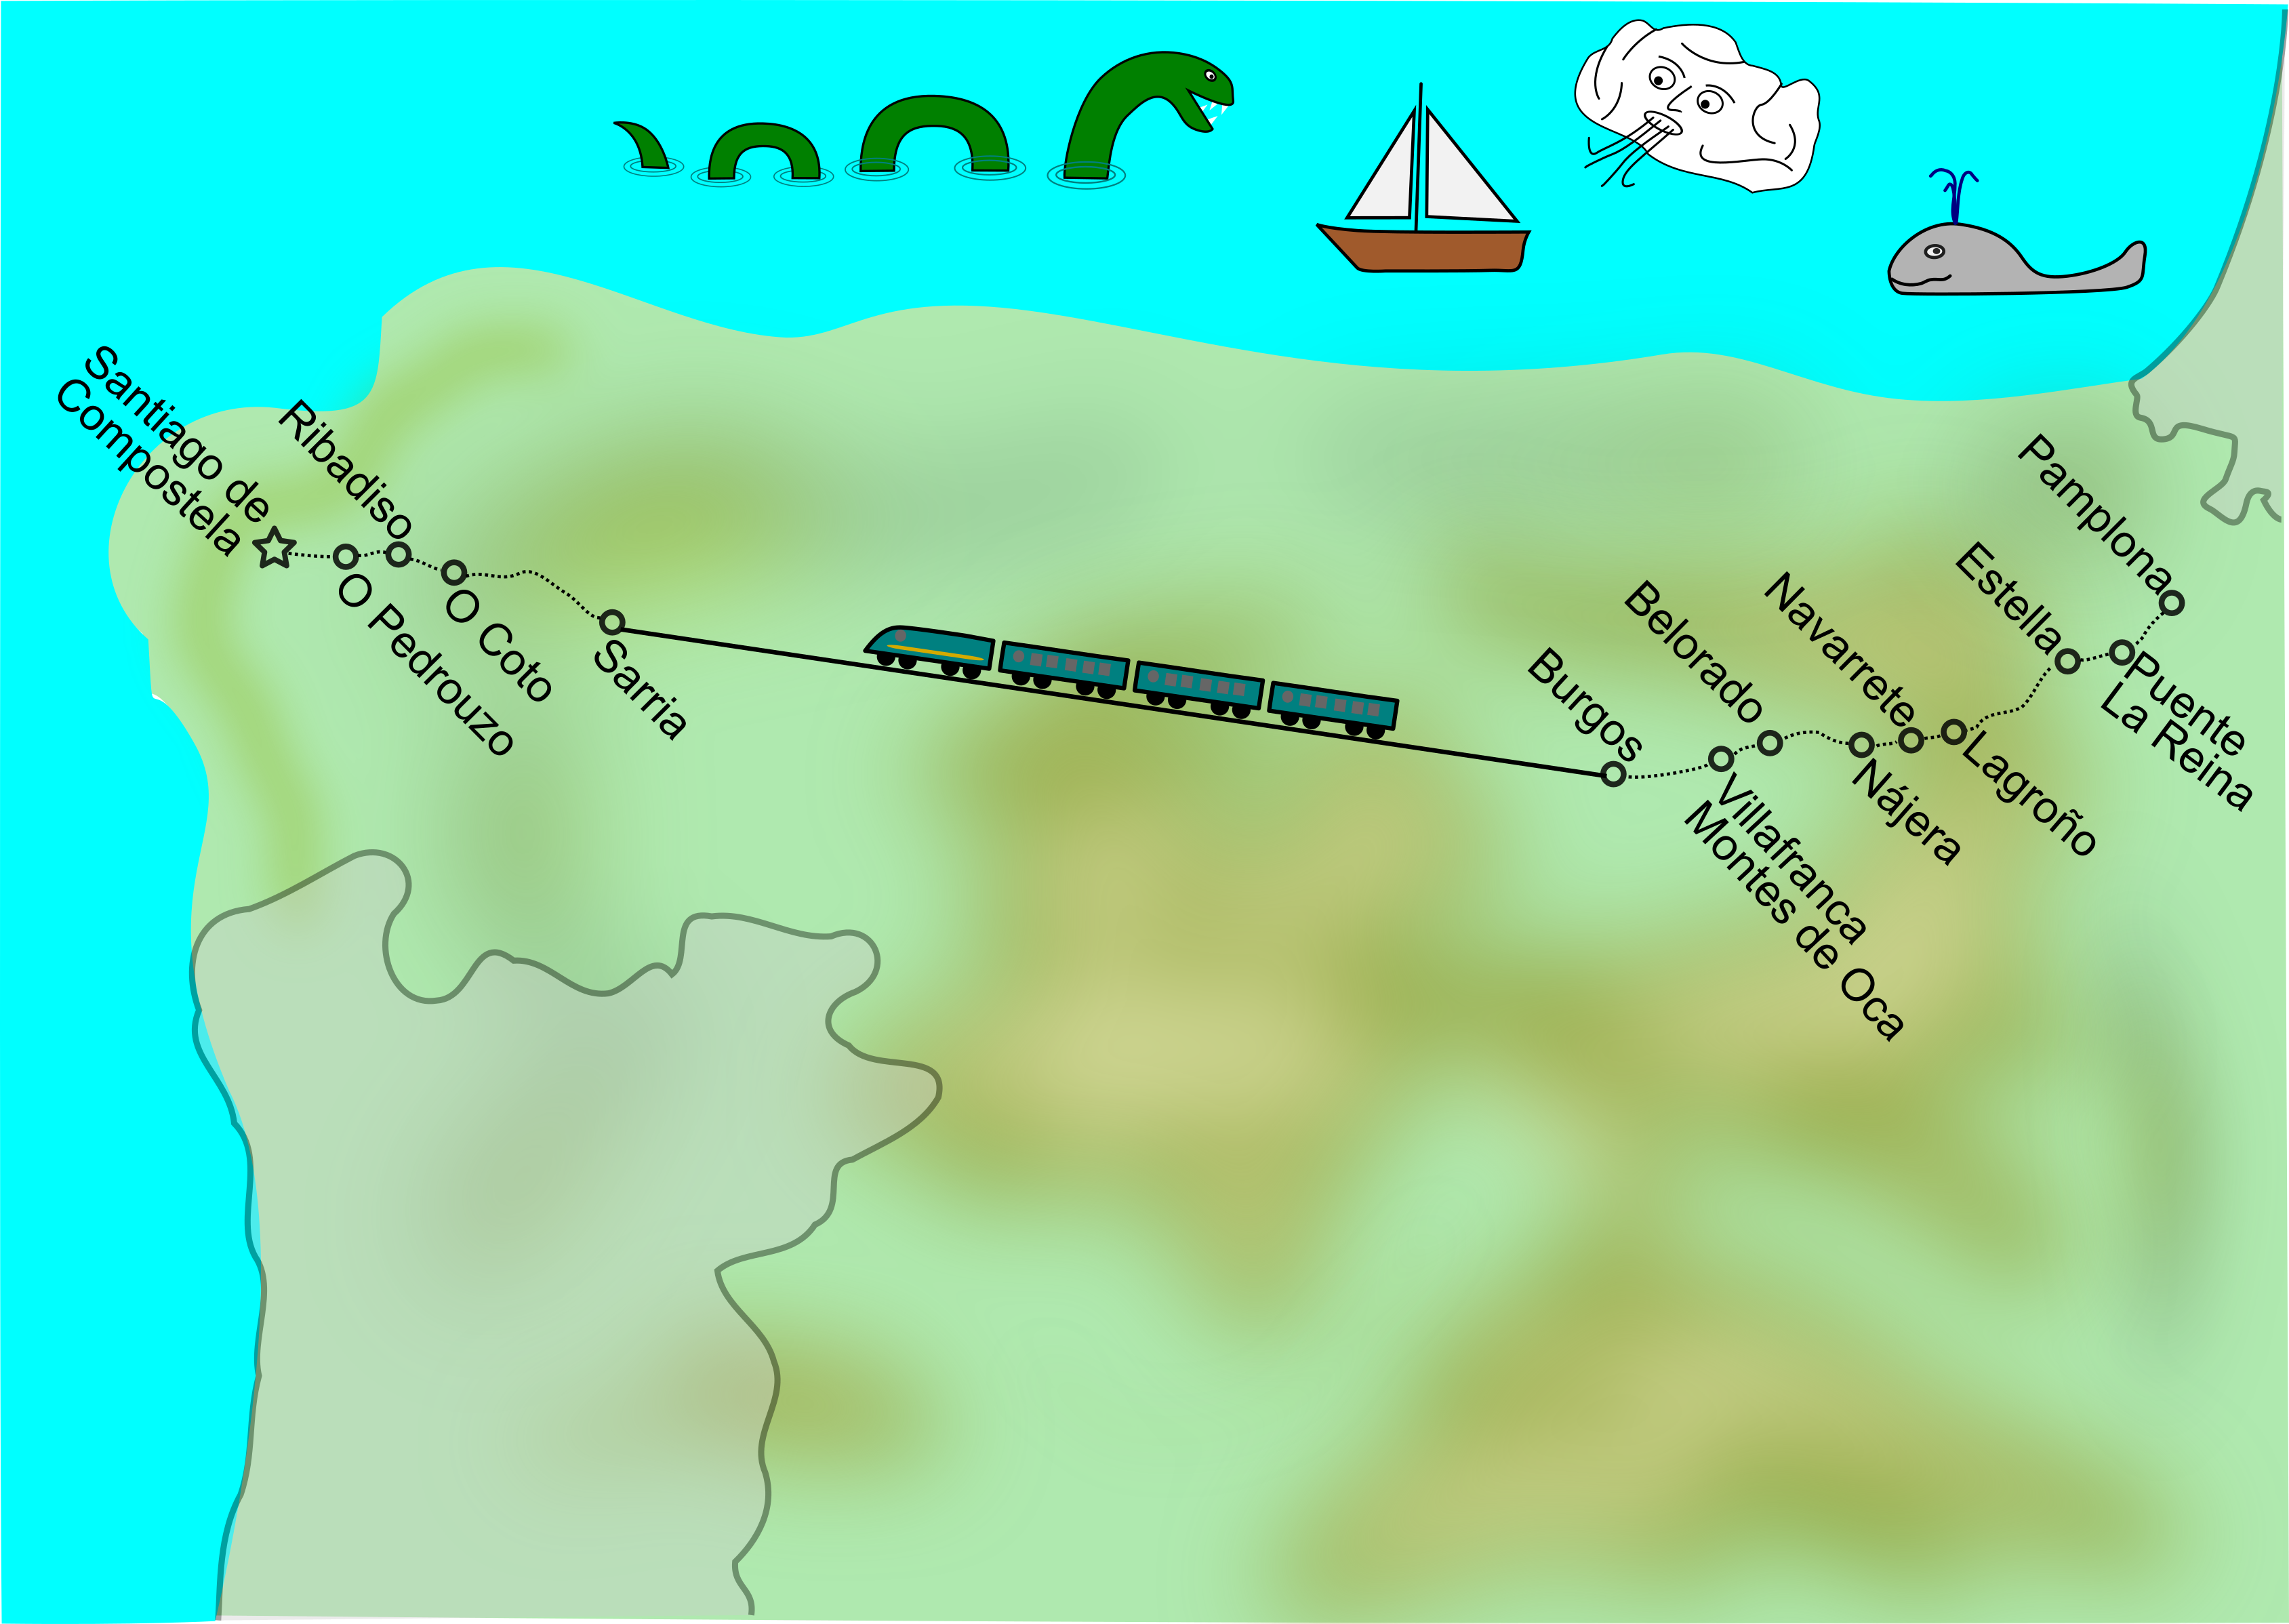 Santiago de
Compostela
Ribadiso
O Pedrouzo
O Coto
Sarria
Burgos
Villafranca
Montes de Oca
Belorado
Nájera
Navarrete
Lagroño
Estella
Puente
La Reina
Pamplona